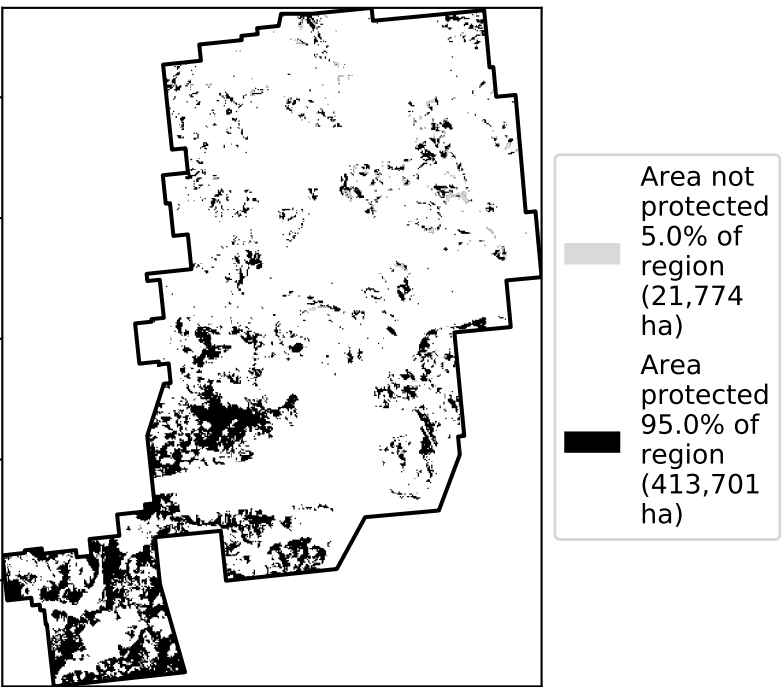 Area not
protected
5.0% of
region
(21,774
ha)
Area
protected
95.0% of
region
(413,701
ha)